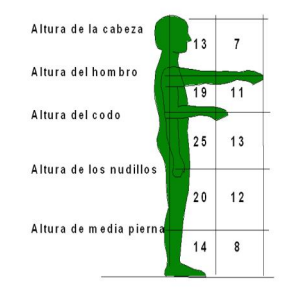 Altura de la cabeza
13 7
Altura del hombro
19 11
Altura del codo
25 13
Altura de los nudillos
20 12
Altura de media pierna
14 8